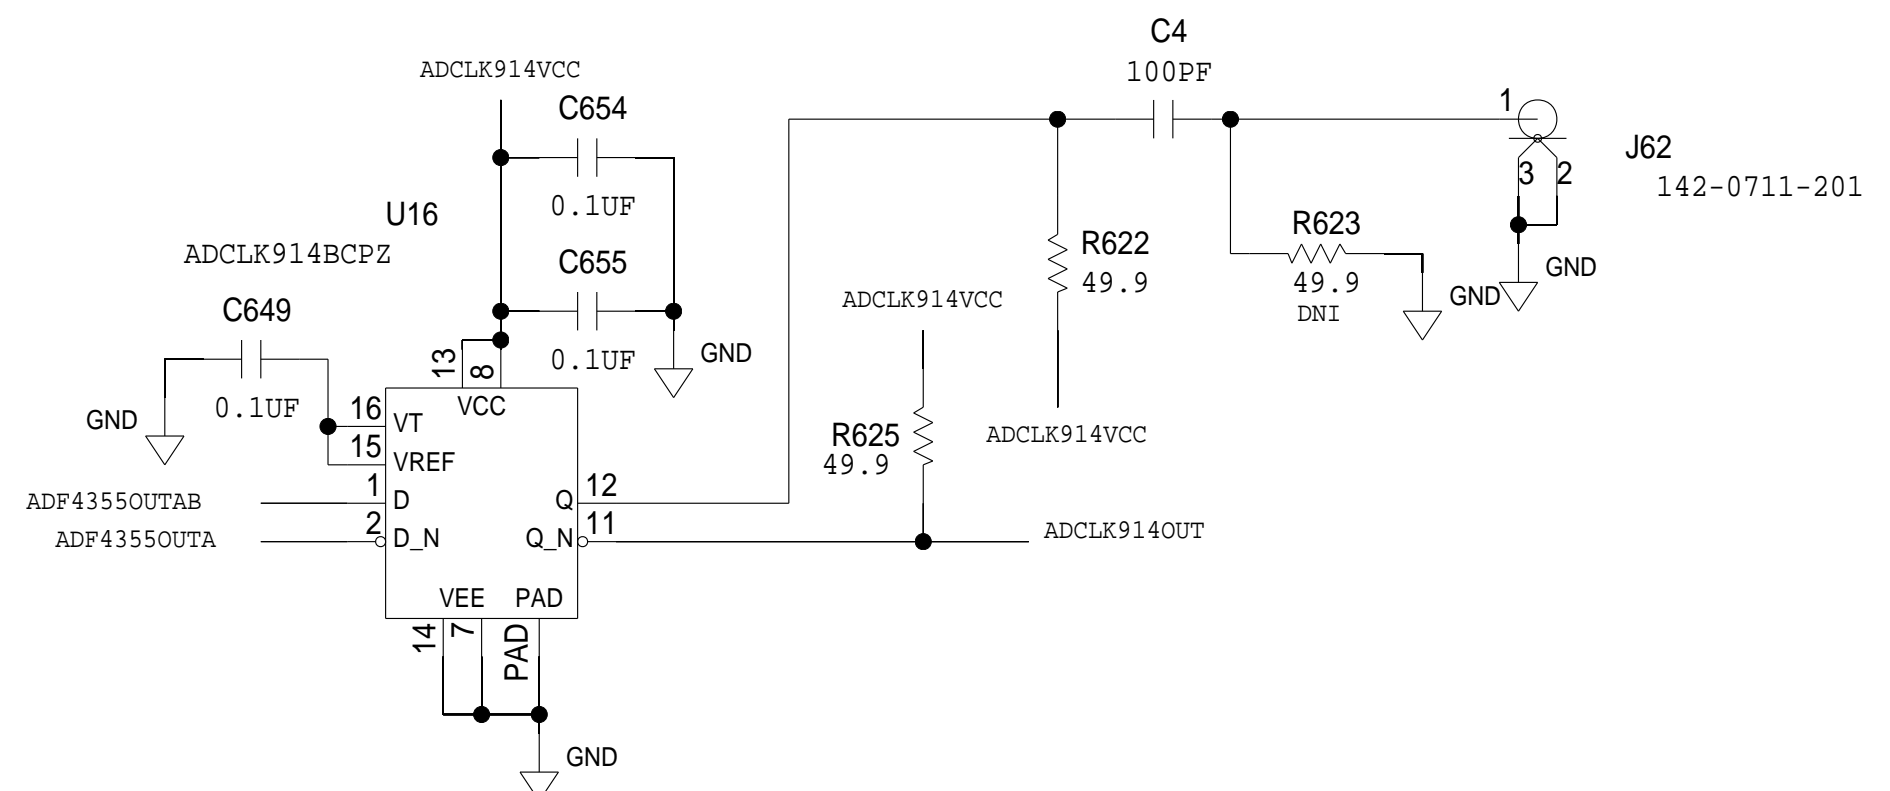 C4
100PF
ADCLK914VCC
C654
0.1UF
1
J62
3
2
142-0711-201
GND
U16
ADCLK914BCPZ
C655
0.1UF
GND
R622
49.9
R623
49.9
DNI
GND
ADCLK914VCC
ADCLK914VCC
R625
49.9
C649
0.1UF
GND
13
8
VCC
16
VT
15
VREF
ADF4355OUTAB
1
D
ADF4355OUTA
2
D_N
Q
12
Q_N
11
ADCLK914OUT
VEE
PAD
14
7
PAD
GND